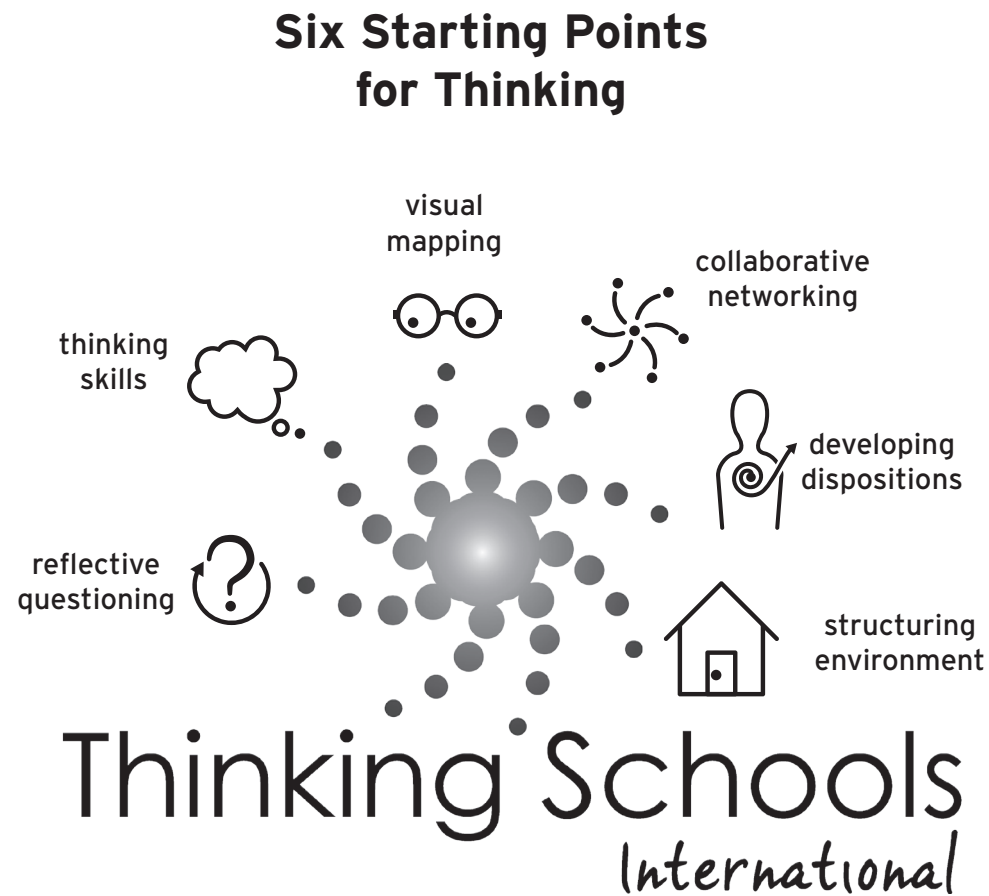 Six Starting Points
for Thinking
visual
mapping
collaborative
networking
thinking
skills
developing
dispositions
reflective
questioning
structuring
environment
Thinking Schools
International